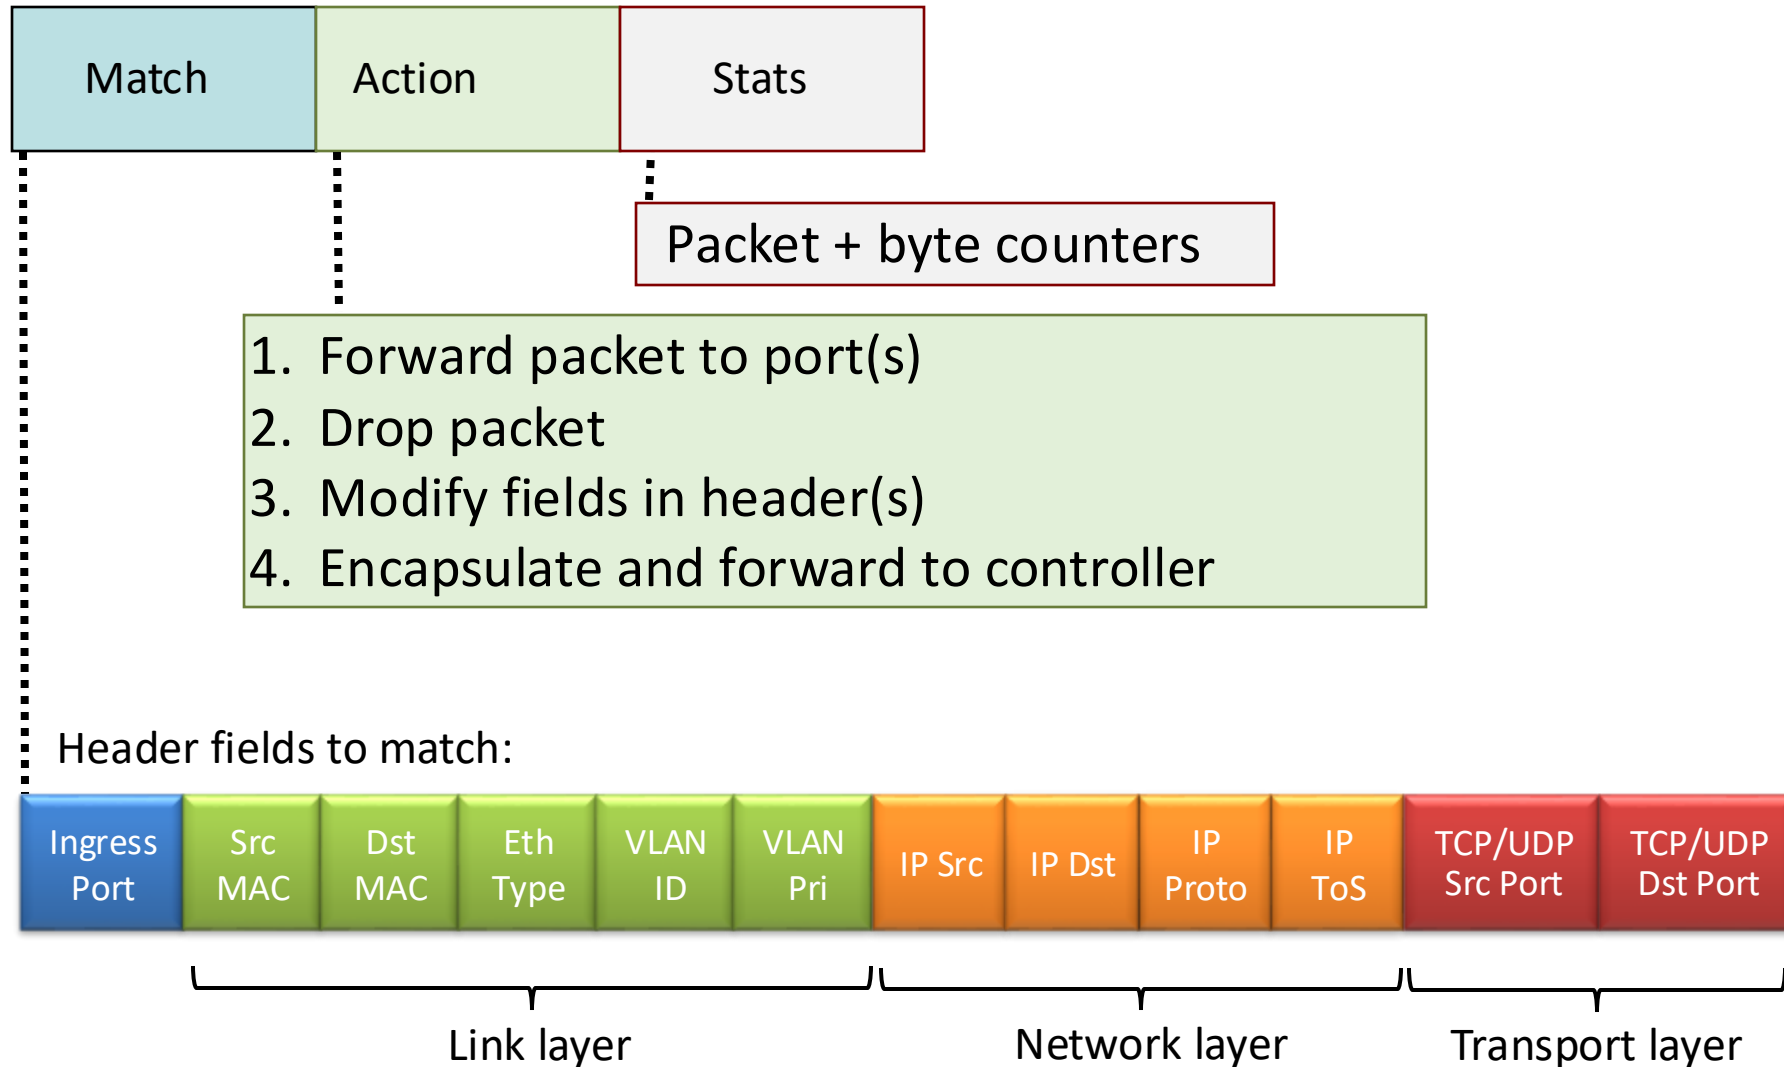 Match Action Stats
Packet + byte counters
1. Forward packet to port(s)
2. Drop packet
3. Modify fields in header(s)
4. Encapsulate and forward to controller
Header fields to match:
Ingress
Port
Src
MAC
Dst
MAC
Eth
Type
VLAN
ID
VLAN
Pri
IP Src
IP Dst
IP
Proto
IP
ToS
TCP/UDP
Src Port
TCP/UDP
Dst Port
Link layer
Network layer
Transport layer